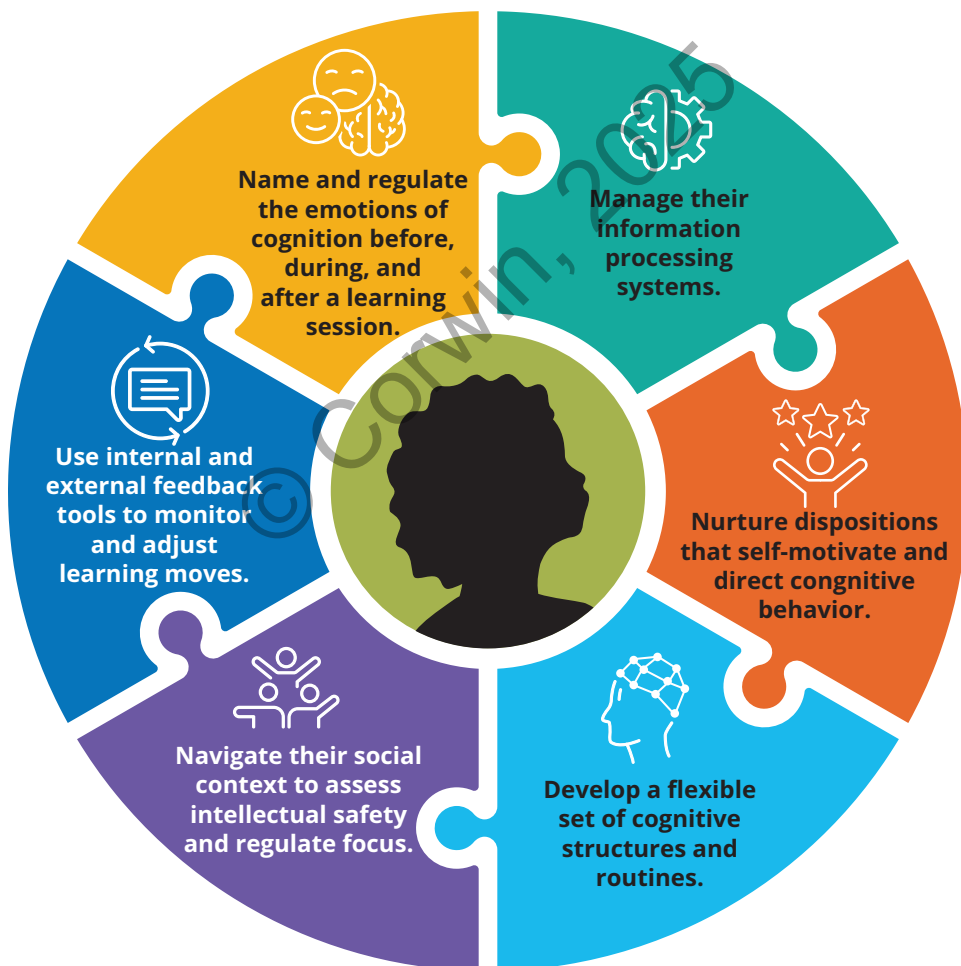 Name and regulate
the emotions of
cognition before,
during, and
after a learning
session.
Manage their
information
processing
systems.
Nurture dispositions
that self-motivate and
direct congnitive
behavior.
Develop a flexible
set of cognitive
structures and
routines.
Navigate their social
context to assess
intellectual safety
and regulate focus.
Use internal and
external feedback
tools to monitor
and adjust
learning moves.
© Corwin, 2025